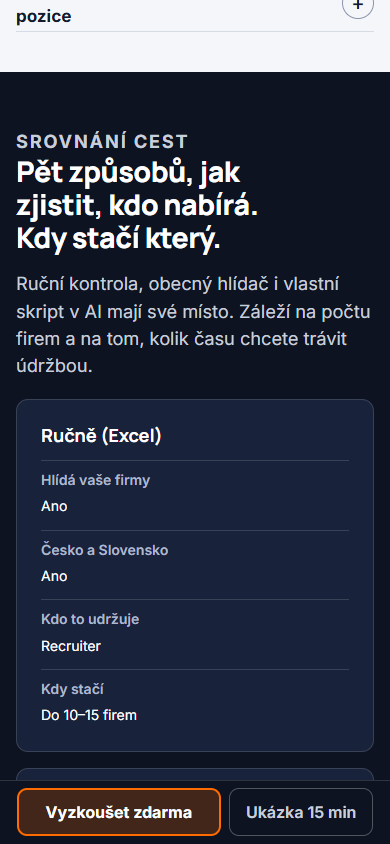 pozice
+
SROVNÁNÍ CEST
Pět způsobů, jak
zjistit, kdo nabírá.
Kdy stačí který.
Ruční kontrola, obecný hlídač i vlastní
skript v AI mají své místo. Záleží na počtu
firem a na tom, kolik času chcete trávit
údržbou.
Ručně (Excel)
Hlídá vaše firmy
Ano
Česko a Slovensko
Ano
Kdo to udržuje
Recruiter
Kdy stačí
Do 10–15 firem
Vyzkoušet zdarma
Ukázka 15 min